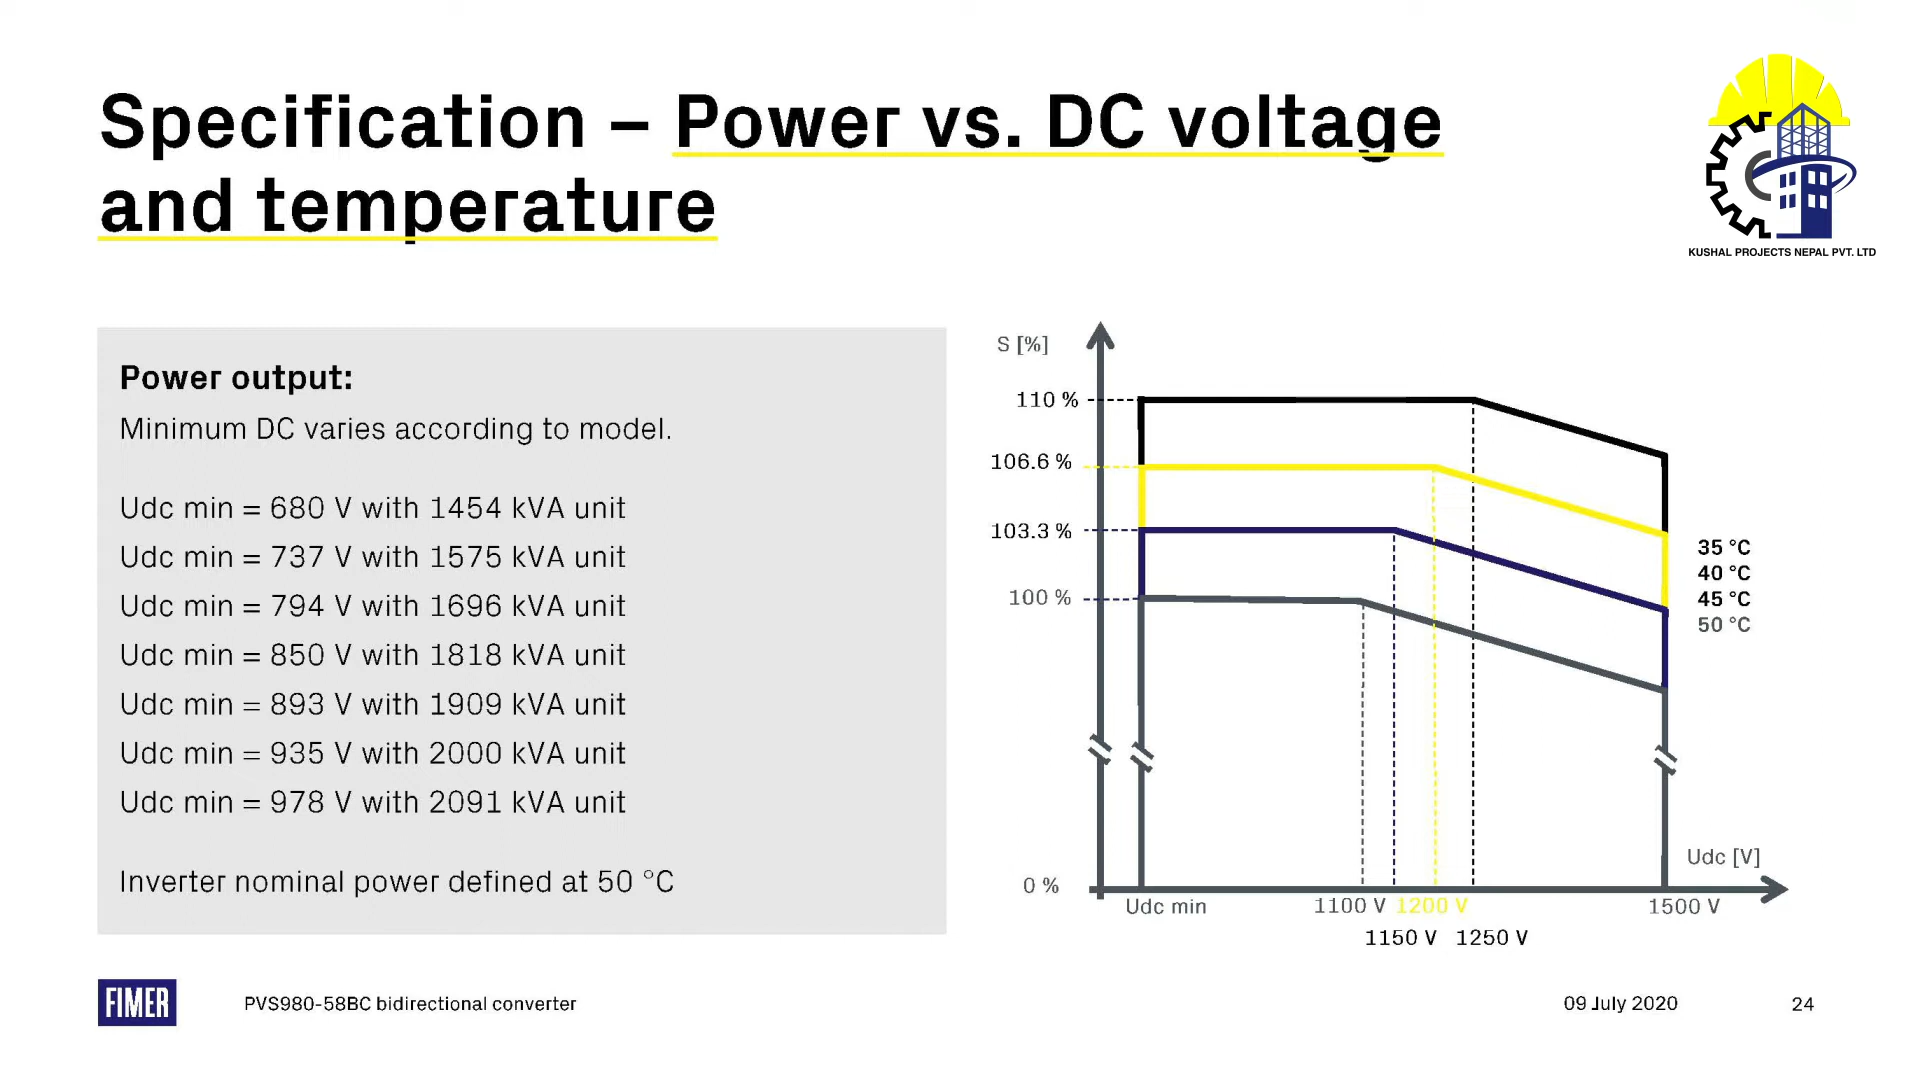 Specification – Power vs. DC voltage
and temperature
KUSHAL PROJECTS NEPAL PVT. LTD
Power output:
Minimum DC varies according to model.
Udc min = 680 V with 1454 kVA unit
Udc min = 737 V with 1575 kVA unit
Udc min = 794 V with 1696 kVA unit
Udc min = 850 V with 1818 kVA unit
Udc min = 893 V with 1909 kVA unit
Udc min = 935 V with 2000 kVA unit
Udc min = 978 V with 2091 kVA unit
Inverter nominal power defined at 50 °C
S [%]
110 %
106.6 %
103.3 %
100 %
0 %
35 °C
40 °C
45 °C
50 °C
Udc [V]
Udc min 1100 V 1200 V 1500 V
1150 V 1250 V
FIMER PVS980-58BC bidirectional converter 09 July 2020 24